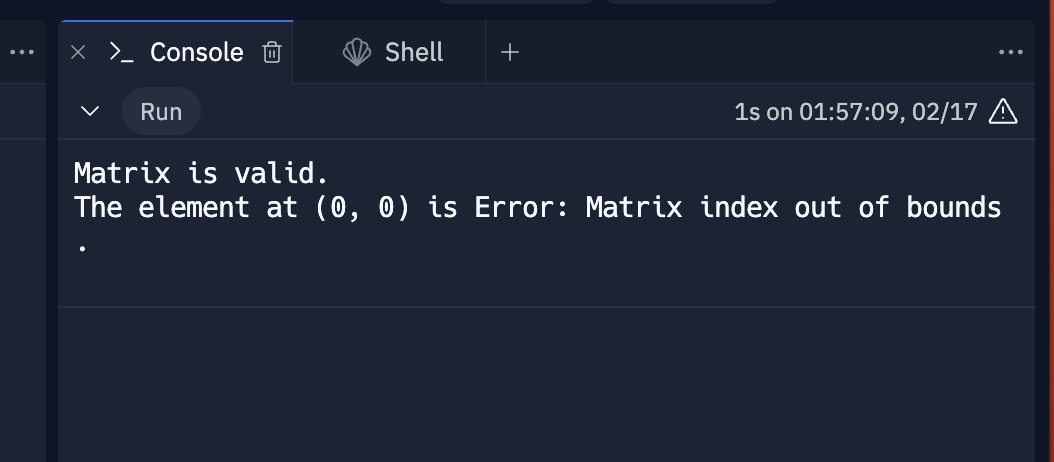 Console
Shell
Run
1s on 01:57:09, 02/17
Matrix is valid.
The element at (0, 0) is Error: Matrix index out of bounds
.